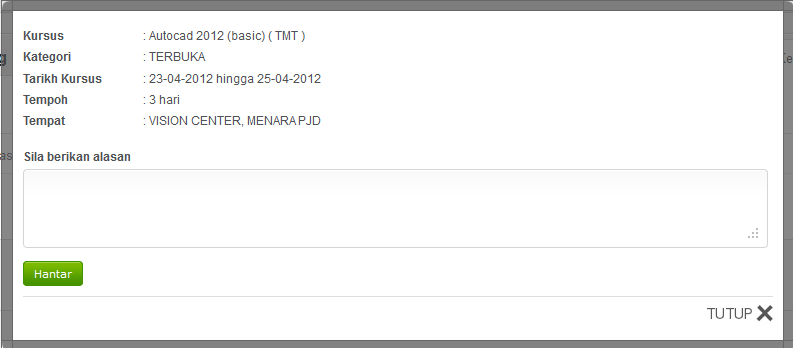 Kursus : Autocad 2012 (basic) ( TMT )
Kategori : TERBUKA
Tarikh Kursus : 23-04-2012 hingga 25-04-2012
Tempoh : 3 hari
Tempat : VISION CENTER, MENARA PJD
Sila berikan alasan
Hantar
TUTUP